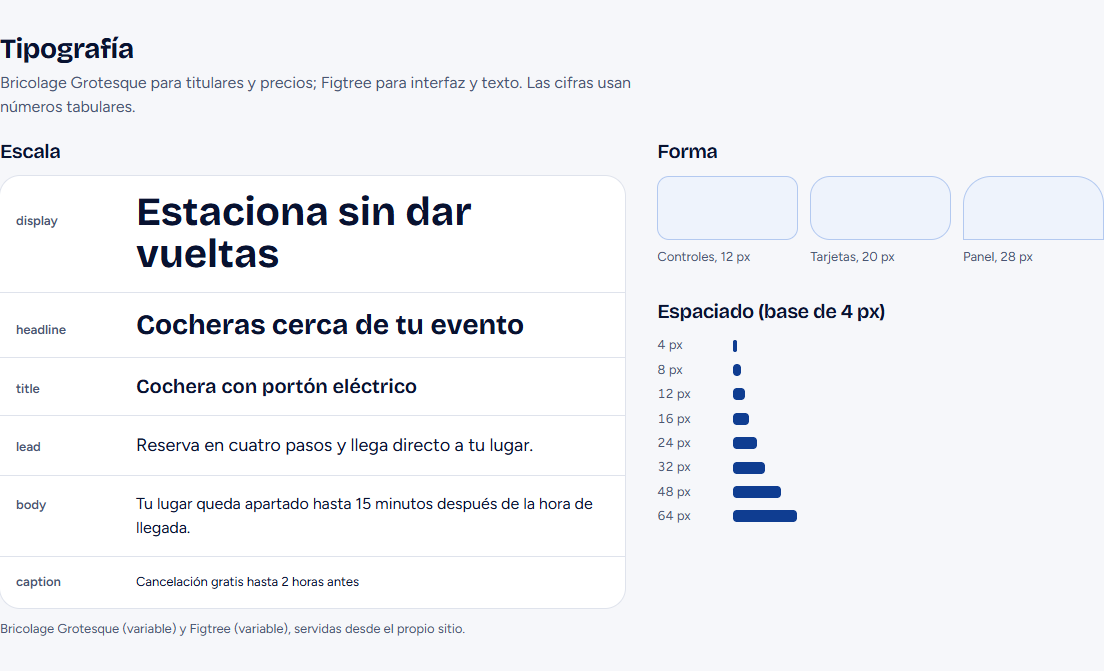 Tipografía
Bricolage Grotesque para titulares y precios; Figtree para interfaz y texto. Las cifras usan
números tabulares.
Escala
display
Estaciona sin dar
vueltas
headline
Cocheras cerca de tu evento
title
Cochera con portón eléctrico
lead
Reserva en cuatro pasos y llega directo a tu lugar.
body
Tu lugar queda apartado hasta 15 minutos después de la hora de
llegada.
caption
Cancelación gratis hasta 2 horas antes
Bricolage Grotesque (variable) y Figtree (variable), servidas desde el propio sitio.
Forma
Controles, 12 px
Tarjetas, 20 px
Panel, 28 px
Espaciado (base de 4 px)
4 px
8 px
12 px
16 px
24 px
32 px
48 px
64 px